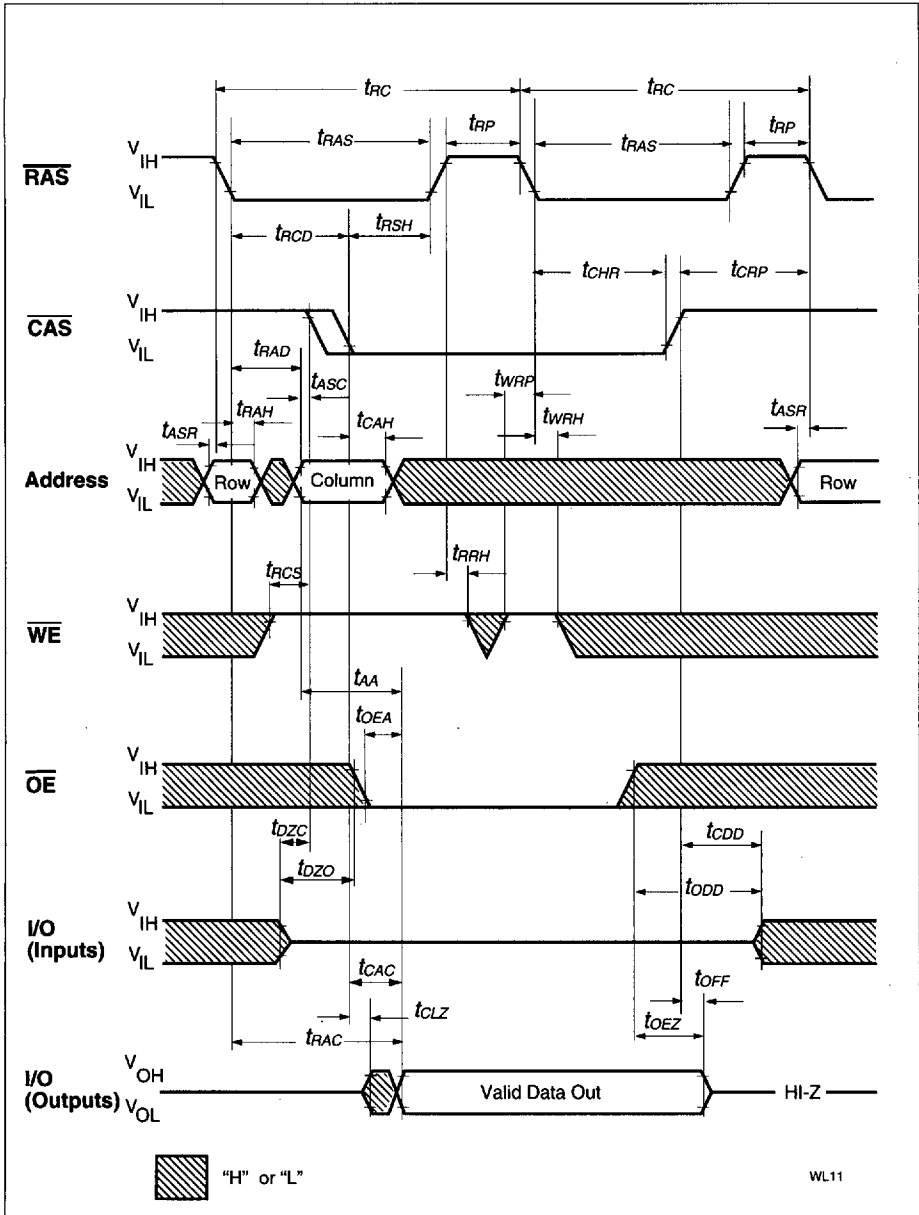 tRC tRC
tRAS tRP tRAS tRP
RAS VIH
VIL
tRCD tRSH
tCHR tCRP
CAS VIH
VIL
tRAD tASC tWRP
tASR tRAH tCAH tWRH tASR
Address VIH
VIL
Row Column Row
tRRH
tRCS
WE VIH
VIL
tAA
tOEA
OE VIH
VIL
tDZC tCDD
tDZO tODD
I/O
(Inputs)
VIH
VIL
tCAC tOFF
tCLZ tOEZ
tRAC
I/O
(Outputs)
VOH
VOL
Valid Data Out HI-Z
"H" or "L"
WL11